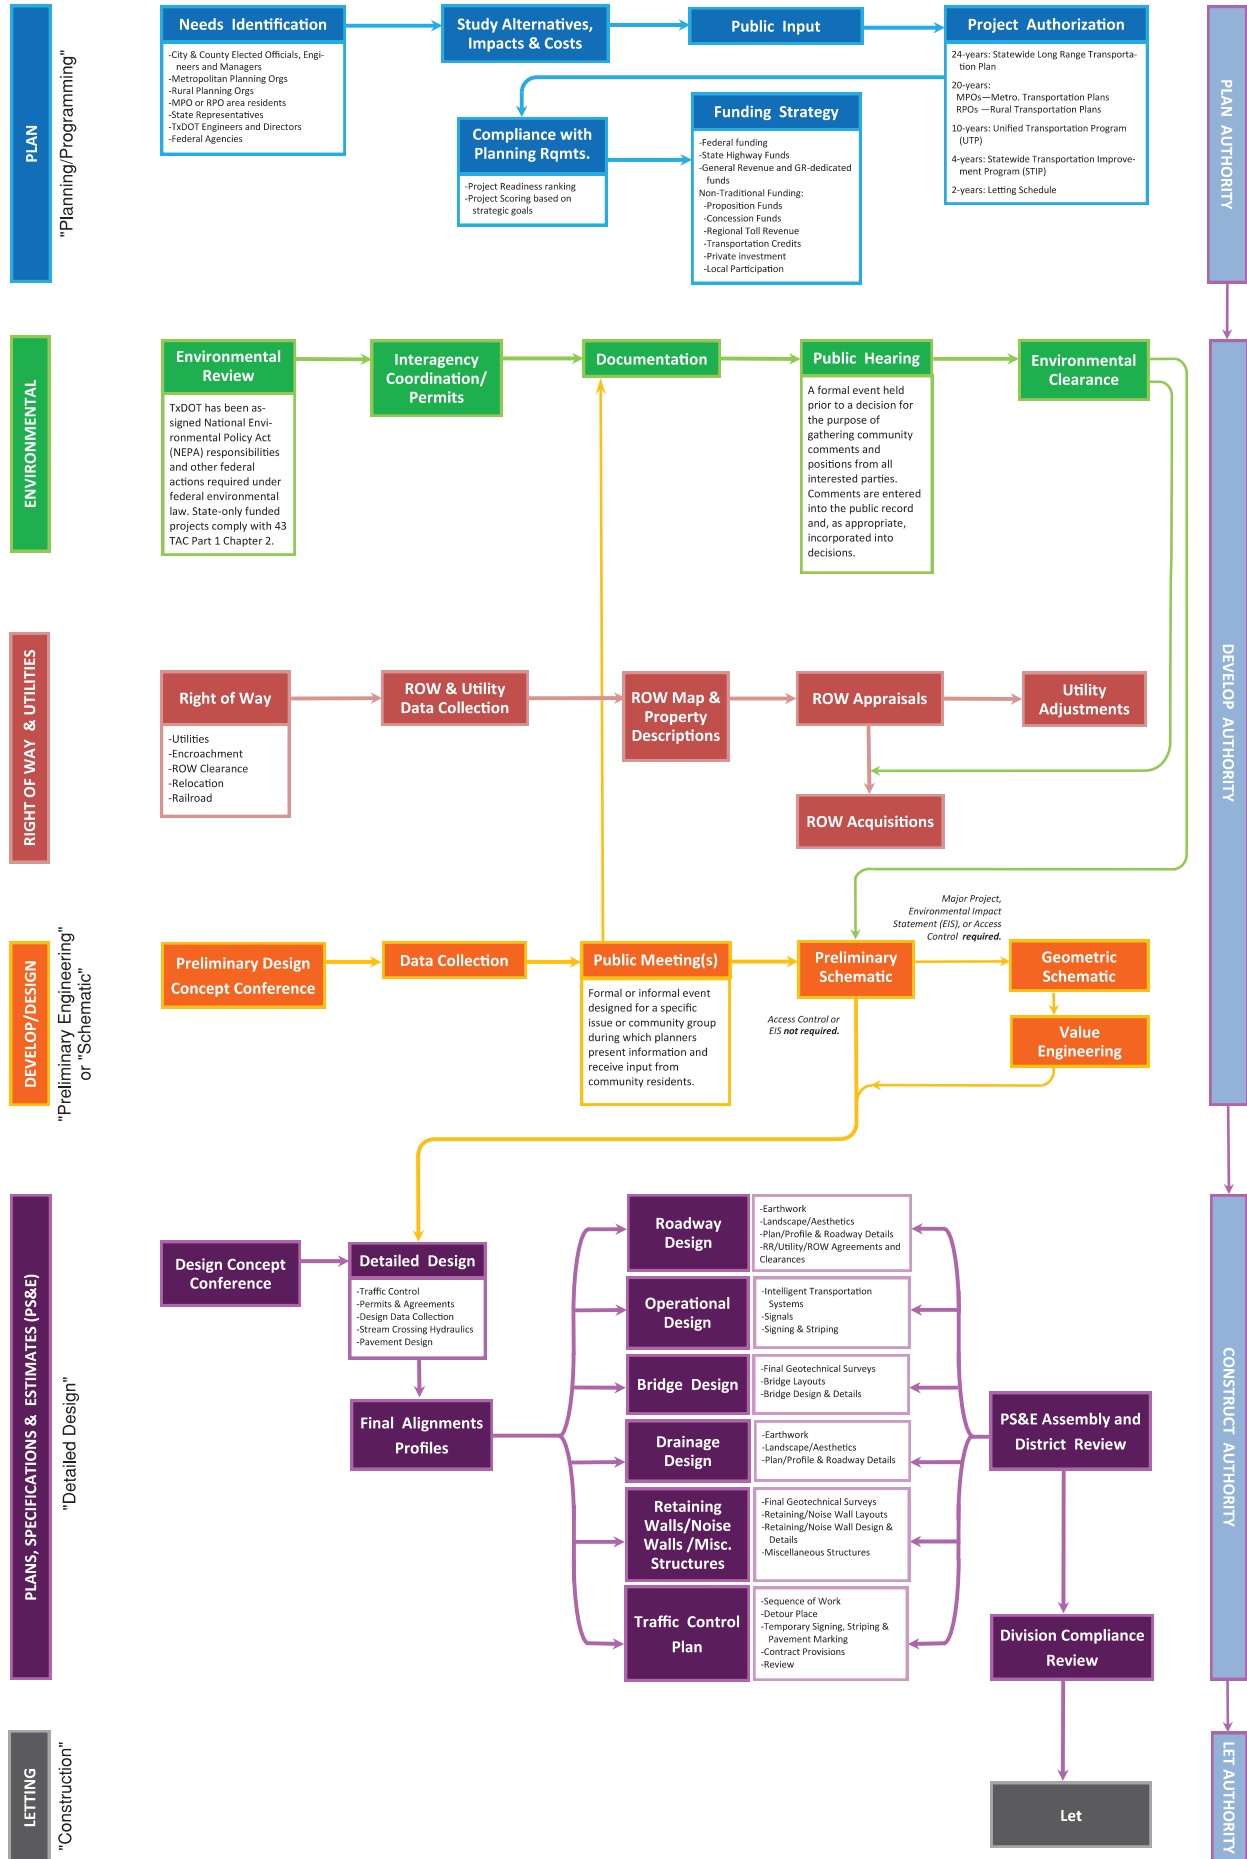 PLAN
"Planning/Programming"
Needs Identification
-City & County Elected Officials, Engi-
neers and Managers
-Metropolitan Planning Orgs
-Rural Planning Orgs
-MPO or RPO area residents
-State Representatives
-TxDOT Engineers and Directors
-Federal Agencies
Study Alternatives,
Impacts & Costs
Public Input
Project Authorization
24-years: Statewide Long Range Transporta-
tion Plan
20-years:
MPOs—Metro. Transportation Plans
RPOs —Rural Transportation Plans
10-years: Unified Transportation Program
(UTP)
4-years: Statewide Transportation Improve-
ment Program (STIP)
2-years: Letting Schedule
Compliance with
Planning Rqmts.
-Project Readiness ranking
-Project Scoring based on
strategic goals
Funding Strategy
-Federal funding
-State Highway Funds
-General Revenue and GR-dedicated
funds
Non-Traditional Funding:
-Proposition Funds
-Concession Funds
-Regional Toll Revenue
-Transportation Credits
-Private investment
-Local Participation
PLAN AUTHORITY
ENVIRONMENTAL
Environmental
Review
TxDOT has been as-
signed National Envi-
ronmental Policy Act
(NEPA) responsibilities
and other federal
actions required under
federal environmental
law. State-only funded
projects comply with 43
TAC Part 1 Chapter 2.
Interagency
Coordination/
Permits
Documentation
Public Hearing
A formal event held
prior to a decision for
the purpose of
gathering community
comments and
positions from all
interested parties.
Comments are entered
into the public record
and, as appropriate,
incorporated into
decisions.
Environmental
Clearance
DEVELOP AUTHORITY
RIGHT OF WAY & UTILITIES
Right of Way
-Utilities
-Encroachment
-ROW Clearance
-Relocation
-Railroad
ROW & Utility
Data Collection
ROW Map &
Property
Descriptions
ROW Appraisals
Utility
Adjustments
ROW Acquisitions
DEVELOP/DESIGN
"Preliminary Engineering"
or "Schematic"
Preliminary Design
Concept Conference
Data Collection
Public Meeting(s)
Formal or informal event
designed for a specific
issue or community group
during which planners
present information and
receive input from
community residents.
Preliminary
Schematic
Major Project,
Environmental Impact
Statement (EIS), or Access
Control required.
Access Control or
EIS not required.
Geometric
Schematic
Value
Engineering
PLANS, SPECIFICATIONS & ESTIMATES (PS&E)
"Detailed Design"
Design Concept
Conference
Detailed Design
-Traffic Control
-Permits & Agreements
-Design Data Collection
-Stream Crossing Hydraulics
-Pavement Design
Final Alignments
Profiles
Roadway
Design
-Earthwork
-Landscape/Aesthetics
-Plan/Profile & Roadway Details
-RR/Utility/ROW Agreements and
Clearances
Operational
Design
-Intelligent Transportation
Systems
-Signals
-Signing & Striping
Bridge Design
-Final Geotechnical Surveys
-Bridge Layouts
-Bridge Design & Details
Drainage
Design
-Earthwork
-Landscape/Aesthetics
-Plan/Profile & Roadway Details
Retaining
Walls/Noise
Walls /Misc.
Structures
-Final Geotechnical Surveys
-Retaining/Noise Wall Layouts
-Retaining/Noise Wall Design &
Details
-Miscellaneous Structures
Traffic Control
Plan
-Sequence of Work
-Detour Place
-Temporary Signing, Striping &
Pavement Marking
-Contract Provisions
-Review
PS&E Assembly and
District Review
Division Compliance
Review
CONSTRUCT AUTHORITY
LETTING
"Construction"
Let
LET AUTHORITY